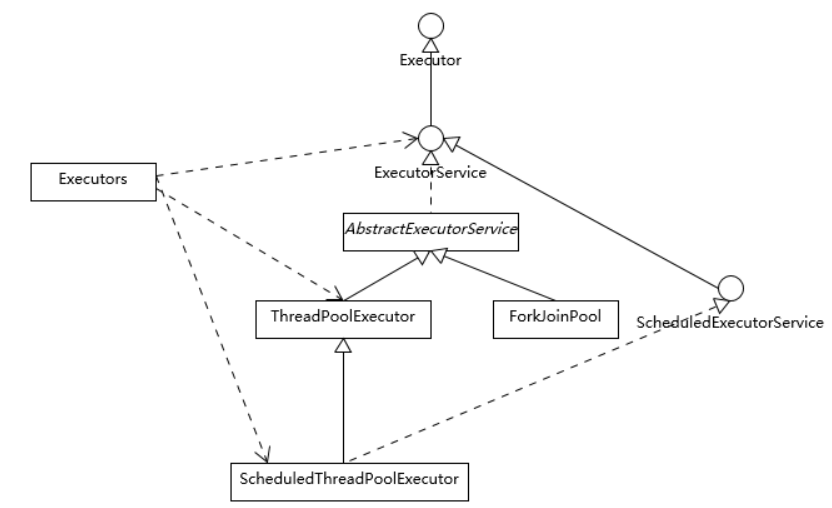 Executor
ExecutorService
Executors
AbstractExecutorService
ThreadPoolExecutor
ForkJoinPool
ScheduledExecutorService
ScheduledThreadPoolExecutor